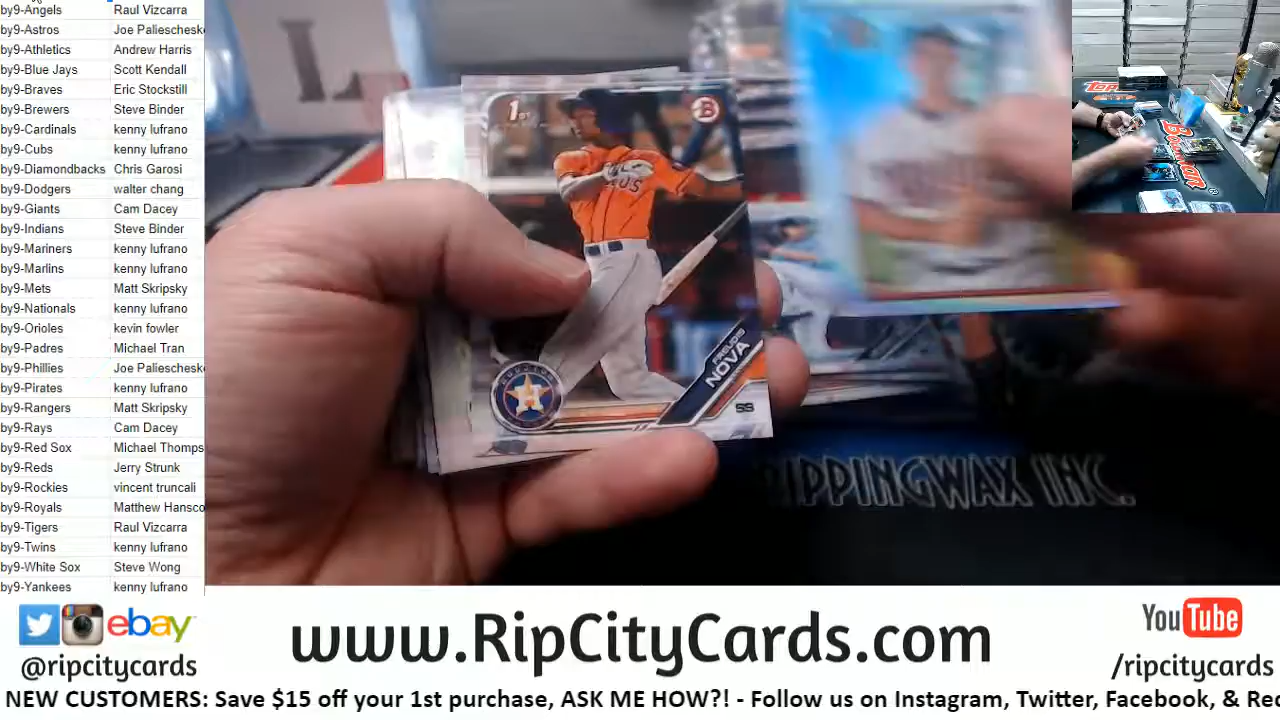 by9-Angels Raul Vizcarra
by9-Astros Joe Paliescheske
by9-Athletics Andrew Harris
by9-Blue Jays Scott Kendall
by9-Braves Eric Stockstill
by9-Brewers Steve Binder
by9-Cardinals kenny lufrano
by9-Cubs kenny lufrano
by9-Diamondbacks Chris Garosi
by9-Dodgers walter chang
by9-Giants Cam Dacey
by9-Indians Steve Binder
by9-Mariners kenny lufrano
by9-Marlins kenny lufrano
by9-Mets Matt Skripsky
by9-Nationals kenny lufrano
by9-Orioles kevin fowler
by9-Padres Michael Tran
by9-Phillies Joe Paliescheske
by9-Pirates kenny lufrano
by9-Rangers Matt Skripsky
by9-Rays Cam Dacey
by9-Red Sox Michael Thomps
by9-Reds Jerry Strunk
by9-Rockies vincent truncali
by9-Royals Matthew Hansco
by9-Tigers Raul Vizcarra
by9-Twins kenny lufrano
by9-White Sox Steve Wong
by9-Yankees kenny lufrano
1ST
B
FREUDIS
NOVA
SS
H
RIPPINGWAX INC.
topps
BOWMAN
ebay
@ripcitycards
www.RipCityCards.com
YouTube
/ripcitycards
NEW CUSTOMERS: Save $15 off your 1st purchase, ASK ME HOW?! - Follow us on Instagram, Twitter, Facebook, & Rec